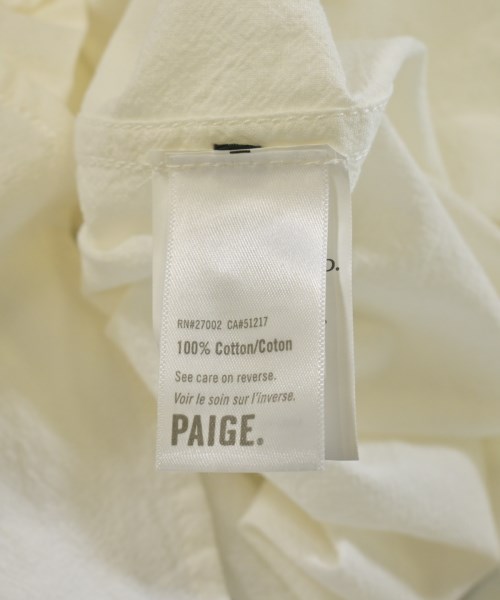 RN#27002 CA#51217
100% Cotton/Coton
See care on reverse.
Voir le soin sur l'inverse.
PAIGE.